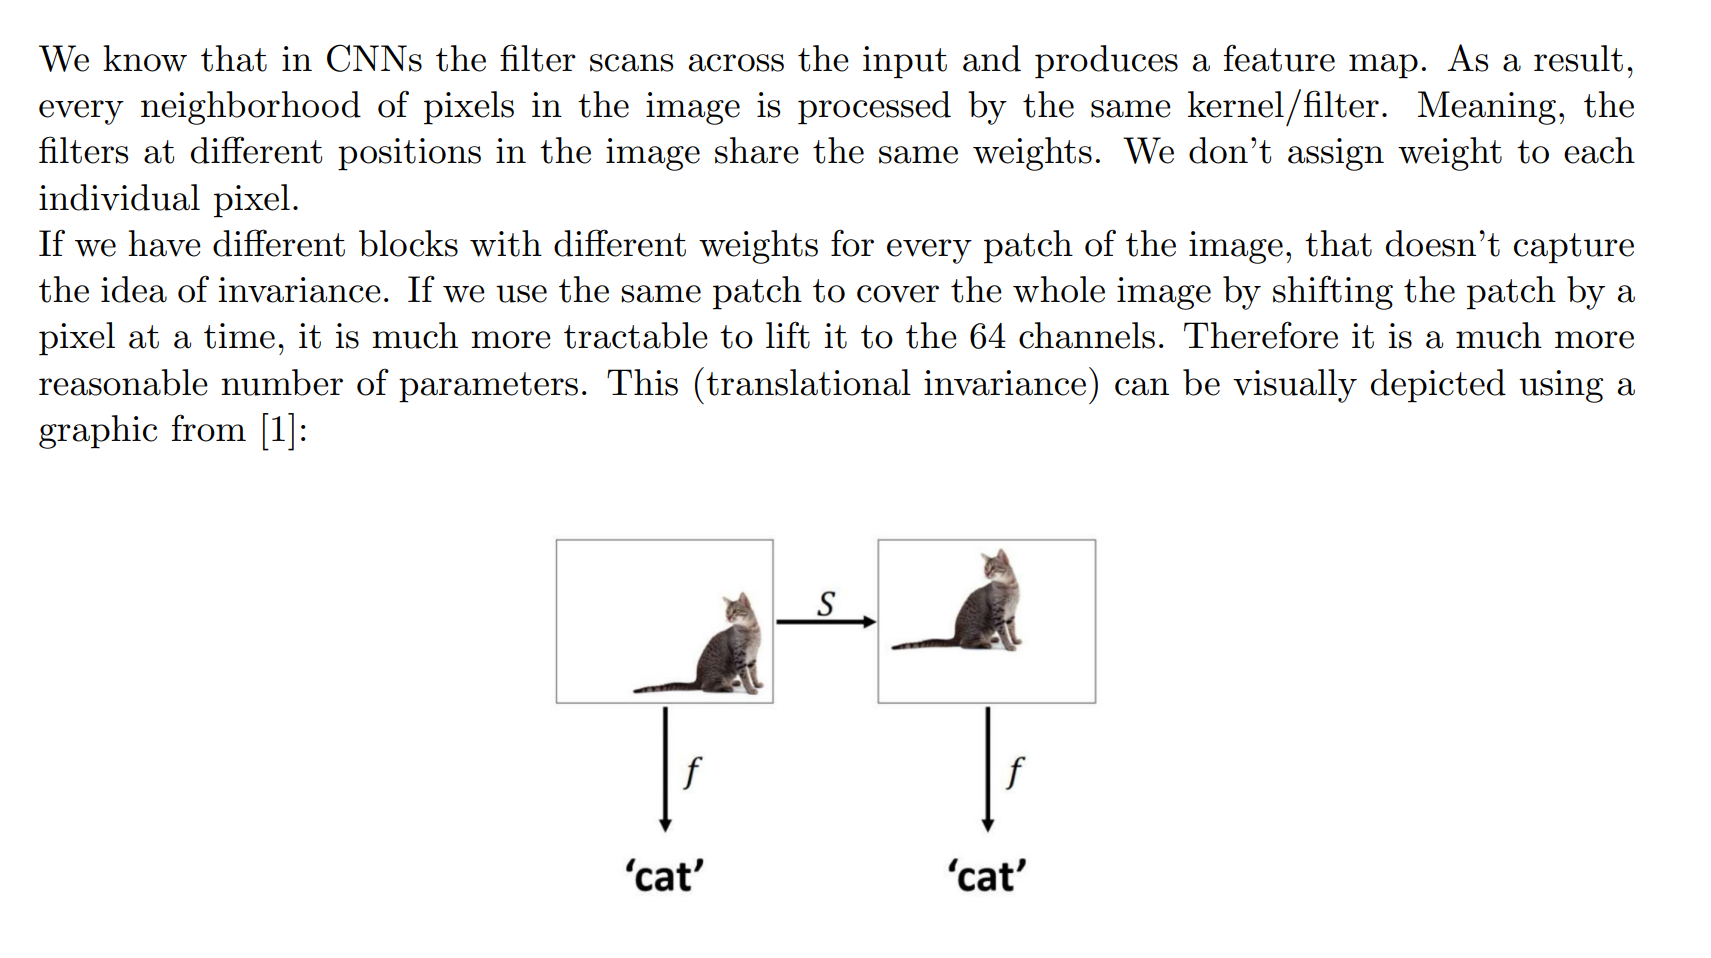 We know that in CNNs the filter scans across the input and produces a feature map. As a result,
every neighborhood of pixels in the image is processed by the same kernel/filter. Meaning, the
filters at different positions in the image share the same weights. We don't assign weight to each
individual pixel.
If we have different blocks with different weights for every patch of the image, that doesn't capture
the idea of invariance. If we use the same patch to cover the whole image by shifting the patch by a
pixel at a time, it is much more tractable to lift it to the 64 channels. Therefore it is a much more
reasonable number of parameters. This (translational invariance) can be visually depicted using a
graphic from [1]:
S
f f
'cat' 'cat'